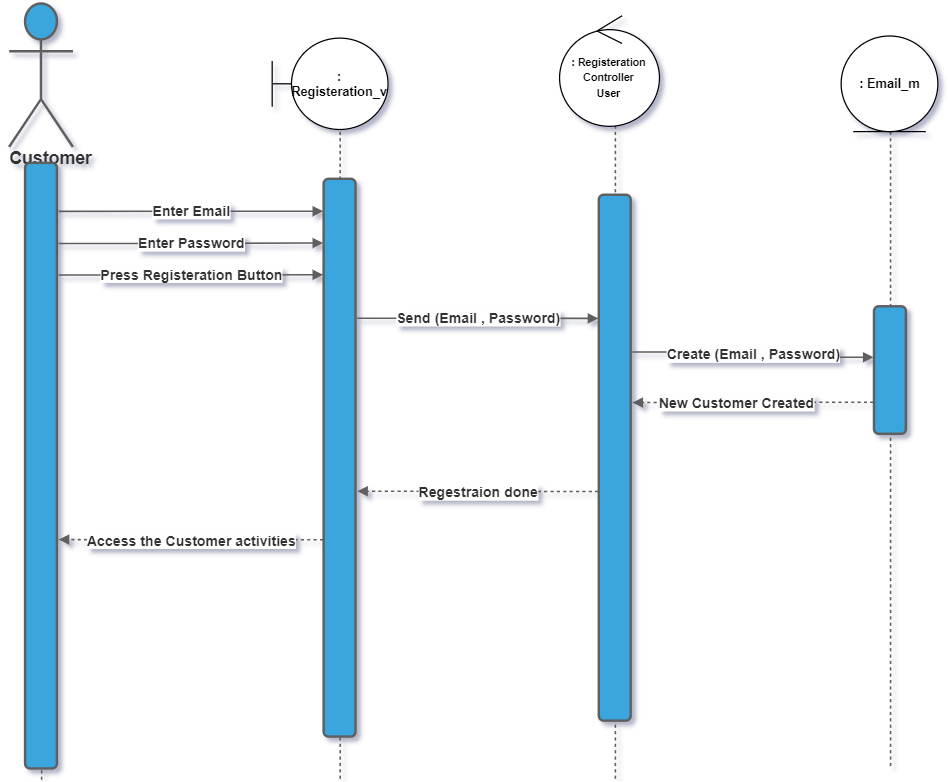 : Registeration
Controller
User
:
Registeration_v
: Email_m
Customer
Enter Email
Enter Password
Press Registeration Button
Send (Email , Password)
Create (Email , Password)
New Customer Created
Regestraion done
Access the Customer activities